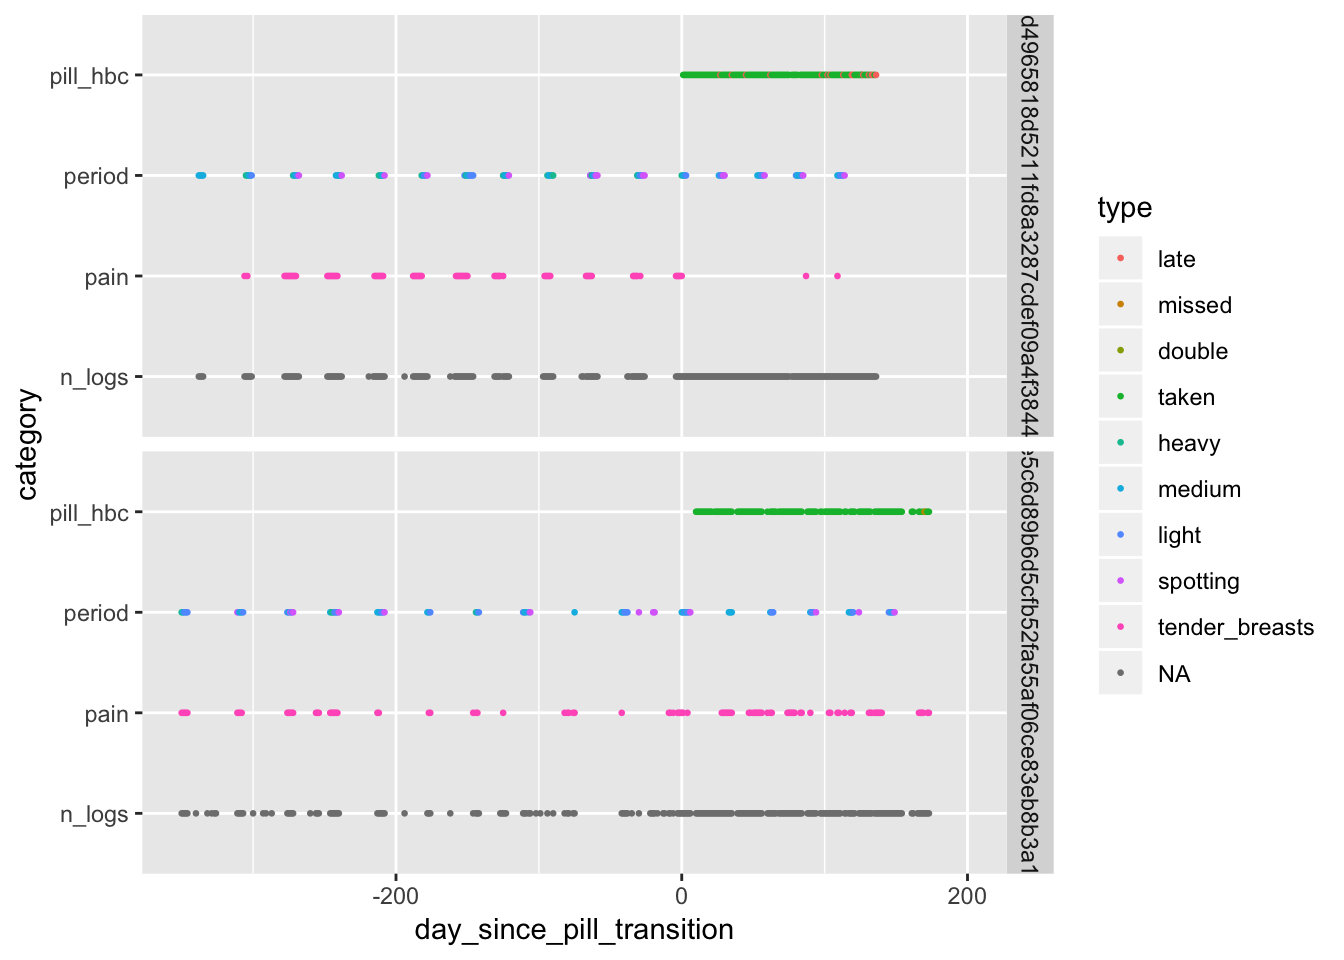 pill_hbc
period
pain
n_logs
d4965818d5211fd8a3287cdef09a4f3844
pill_hbc
period
pain
n_logs
5c6d89b6d5cfb52fa55af06ce83eb8b3a1
category
-200
0
200
day_since_pill_transition
type
late
missed
double
taken
heavy
medium
light
spotting
tender_breasts
NA